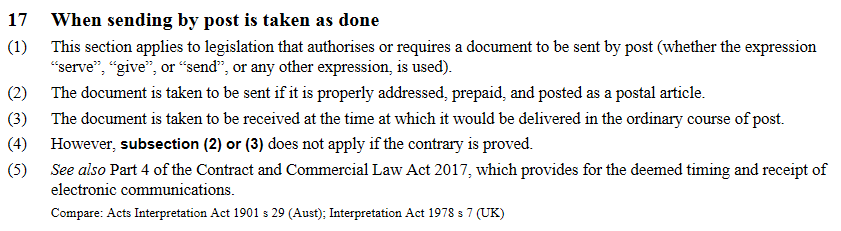 17 When sending by post is taken as done
(1) This section applies to legislation that authorises or requires a document to be sent by post (whether the expression
“serve”, “give”, or “send”, or any other expression, is used).
(2) The document is taken to be sent if it is properly addressed, prepaid, and posted as a postal article.
(3) The document is taken to be received at the time at which it would be delivered in the ordinary course of post.
(4) However, subsection (2) or (3) does not apply if the contrary is proved.
(5) See also Part 4 of the Contract and Commercial Law Act 2017, which provides for the deemed timing and receipt of
electronic communications.
Compare: Acts Interpretation Act 1901 s 29 (Aust); Interpretation Act 1978 s 7 (UK)